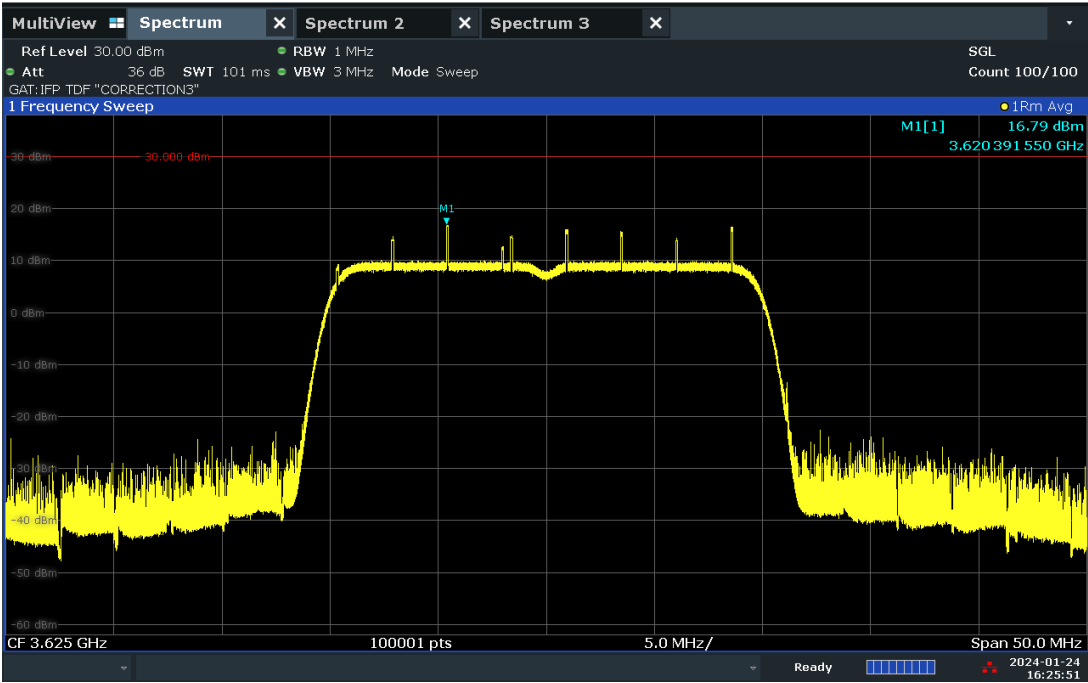 MultiView Spectrum Spectrum 2 Spectrum 3
Ref Level 30.00 dBm RBW 1 MHz SGL
Att 36 dB SWT 101 ms VBW 3 MHz Mode Sweep Count 100/100
GAT:IFP TDF "CORRECTION3"
1 Frequency Sweep 1Rm Avg
M1[1] 16.79 dBm
3.620 391 550 GHz
30 dBm 30.000 dBm
20 dBm
M1
10 dBm
0 dBm
-10 dBm
-20 dBm
-30 dBm
-40 dBm
-50 dBm
-60 dBm
CF 3.625 GHz 100001 pts 5.0 MHz/ Span 50.0 MHz
Ready 2024-01-24
16:25:51